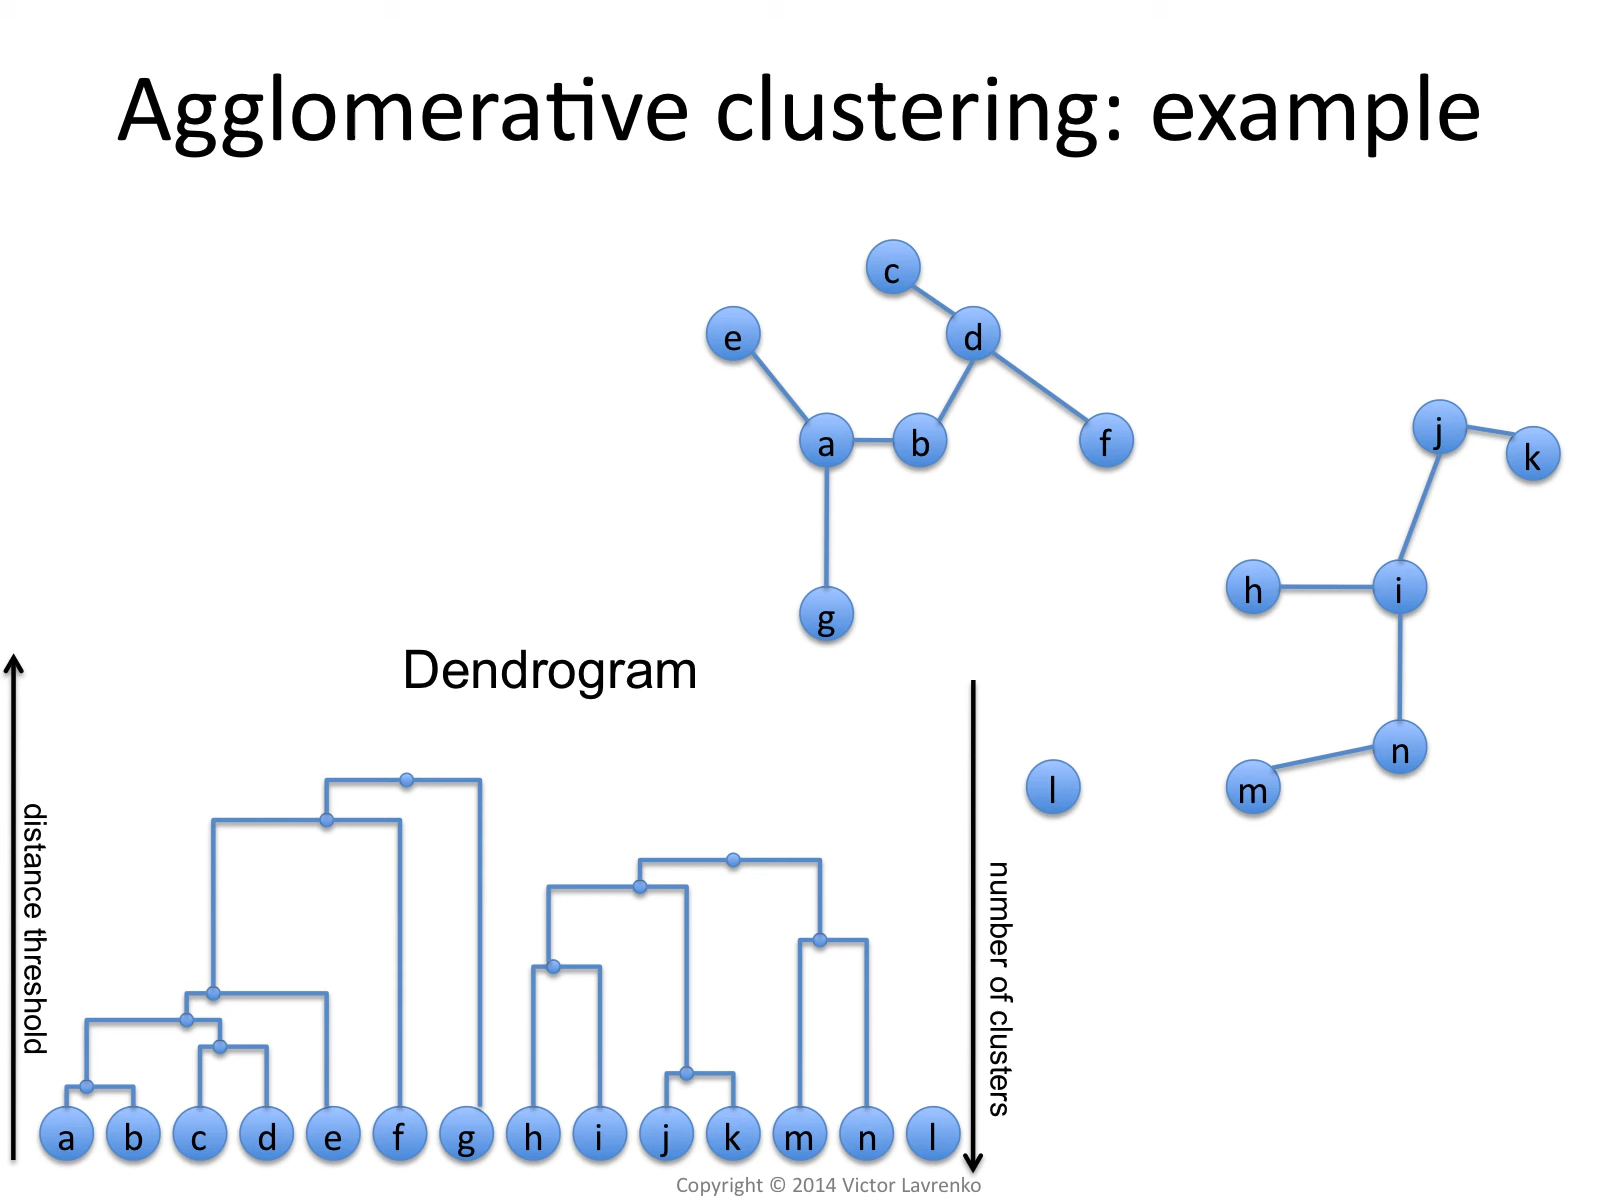 Agglomerative clustering: example
c
e
d
a
b
f
j
k
h
i
g
n
m
l
Dendrogram
distance threshold
number of clusters
a b c d e f g h i j k m n l
Copyright © 2014 Victor Lavrenko